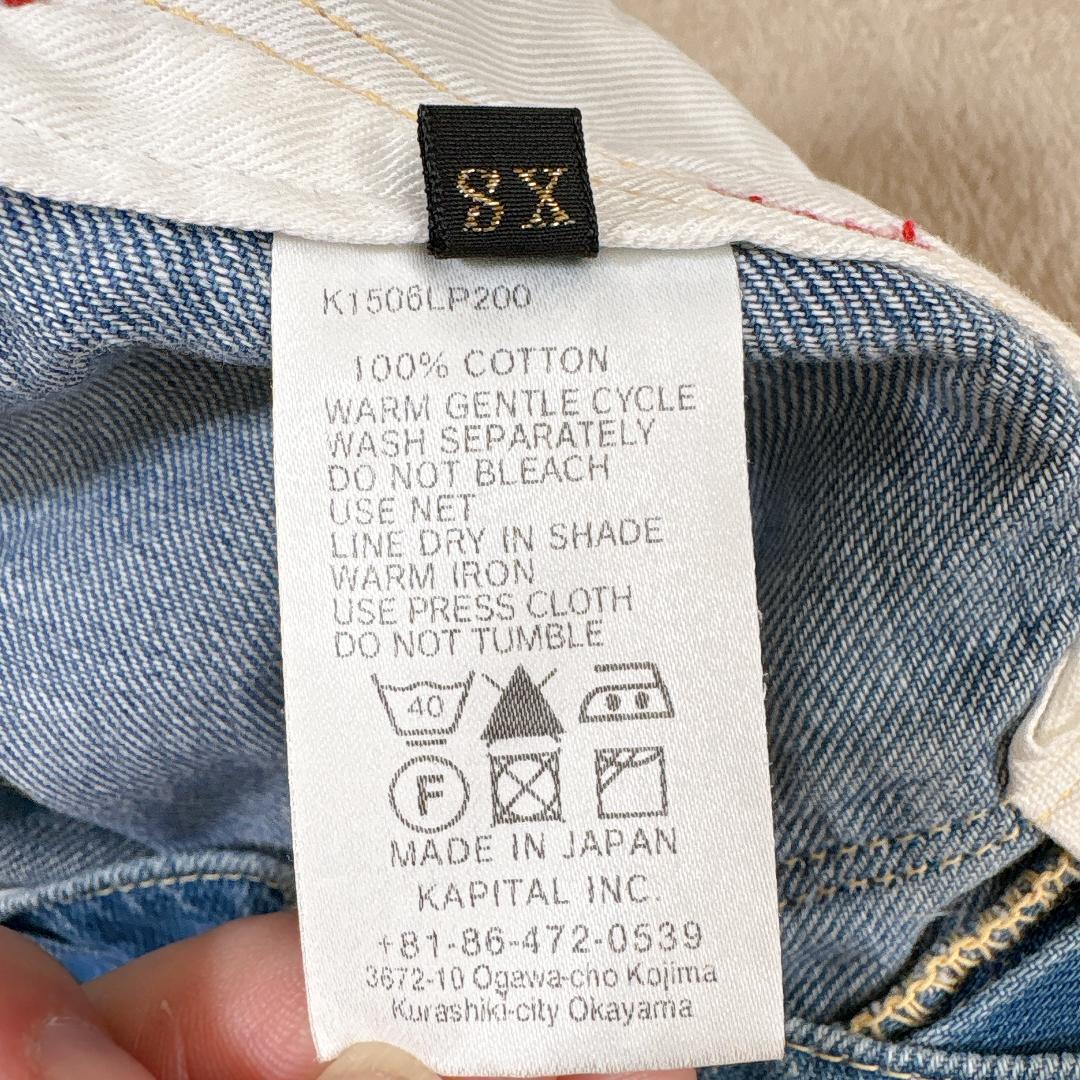 SX
K1506LP200
100% COTTON
WARM GENTLE CYCLE
WASH SEPARATELY
DO NOT BLEACH
USE NET
LINE DRY IN SHADE
WARM IRON
USE PRESS CLOTH
DO NOT TUMBLE
40
F
MADE IN JAPAN
KAPITAL INC.
+81-86-472-0539
3672-10 Ogawa-cho Kojima
Kurashiki-city Okayama